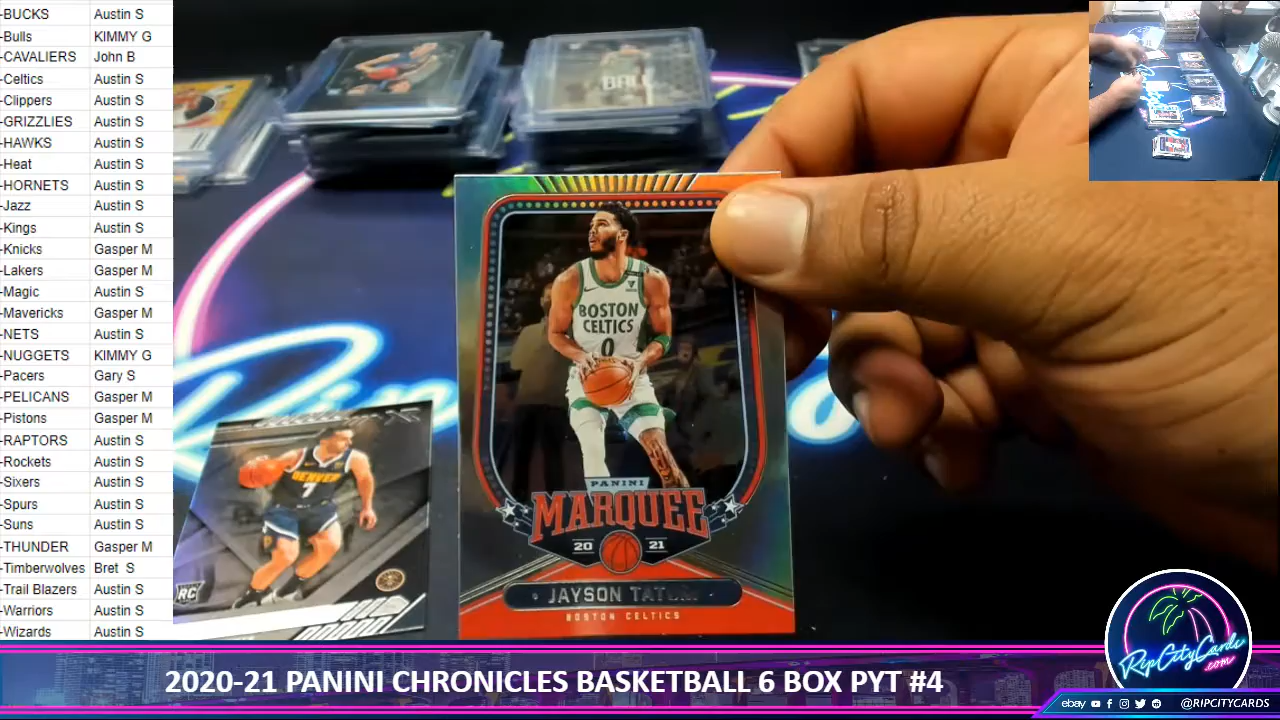 -BUCKS Austin S
-Bulls KIMMY G
-CAVALIERS John B
-Celtics Austin S
-Clippers Austin S
-GRIZZLIES Austin S
-HAWKS Austin S
-Heat Austin S
-HORNETS Austin S
-Jazz Austin S
-Kings Austin S
-Knicks Gasper M
-Lakers Gasper M
-Magic Austin S
-Mavericks Gasper M
-NETS Austin S
-NUGGETS KIMMY G
-Pacers Gary S
-PELICANS Gasper M
-Pistons Gasper M
-RAPTORS Austin S
-Rockets Austin S
-Sixers Austin S
-Spurs Austin S
-Suns Austin S
-THUNDER Gasper M
-Timberwolves Bret S
-Trail Blazers Austin S
-Warriors Austin S
-Wizards Austin S
BALL
BOSTON
CELTICS
0
PANINI
MARQUEE
20 21
JAYSON TATUM
BOSTON CELTICS
DENVER
7
RC
RipCityCards
.com
2020-21 PANINI CHRONICLES BASKETBALL 6 BOX PYT #4
ebay @RIPCITYCARDS